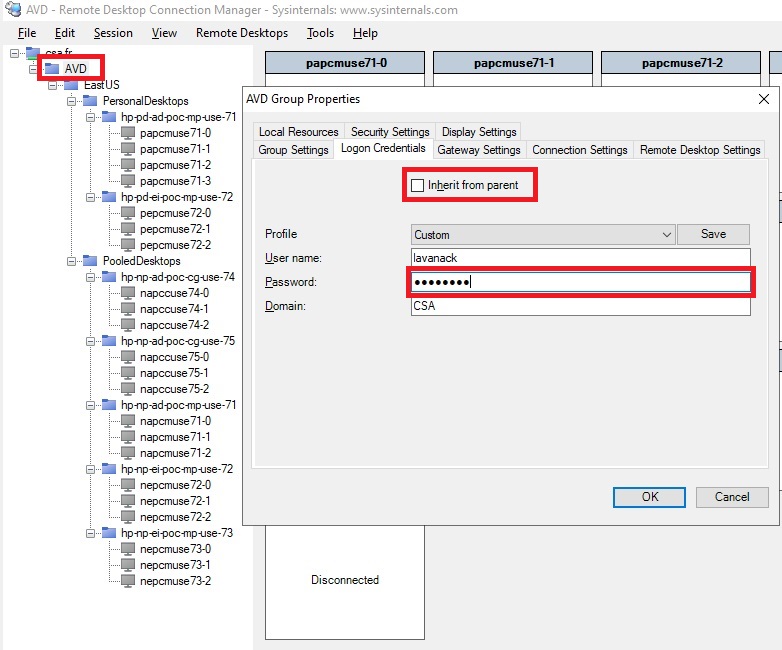 AVD - Remote Desktop Connection Manager - Sysinternals: www.sysinternals.com
File Edit Session View Remote Desktops Tools Help
csa.fr
AVD
EastUS
PersonalDesktops
hp-pd-ad-poc-mp-use-71
papcmuse71-0
papcmuse71-1
papcmuse71-2
papcmuse71-3
hp-pd-ei-poc-mp-use-72
pepcmuse72-0
pepcmuse72-1
pepcmuse72-2
PooledDesktops
hp-np-ad-poc-cg-use-74
napccuse74-0
napccuse74-1
napccuse74-2
hp-np-ad-poc-cg-use-75
napccuse75-0
napccuse75-1
napccuse75-2
hp-np-ad-poc-mp-use-71
napcmuse71-0
napcmuse71-1
napcmuse71-2
hp-np-ei-poc-mp-use-72
nepcmuse72-0
nepcmuse72-1
nepcmuse72-2
hp-np-ei-poc-mp-use-73
nepcmuse73-0
nepcmuse73-1
nepcmuse73-2
papcmuse71-0 papcmuse71-1 papcmuse71-2
AVD Group Properties
Local Resources Security Settings Display Settings
Group Settings Logon Credentials Gateway Settings Connection Settings Remote Desktop Settings
Inherit from parent
Profile Custom Save
User name: lavanack
Password: ●●●●●●●●
Domain: CSA
OK Cancel
Disconnected